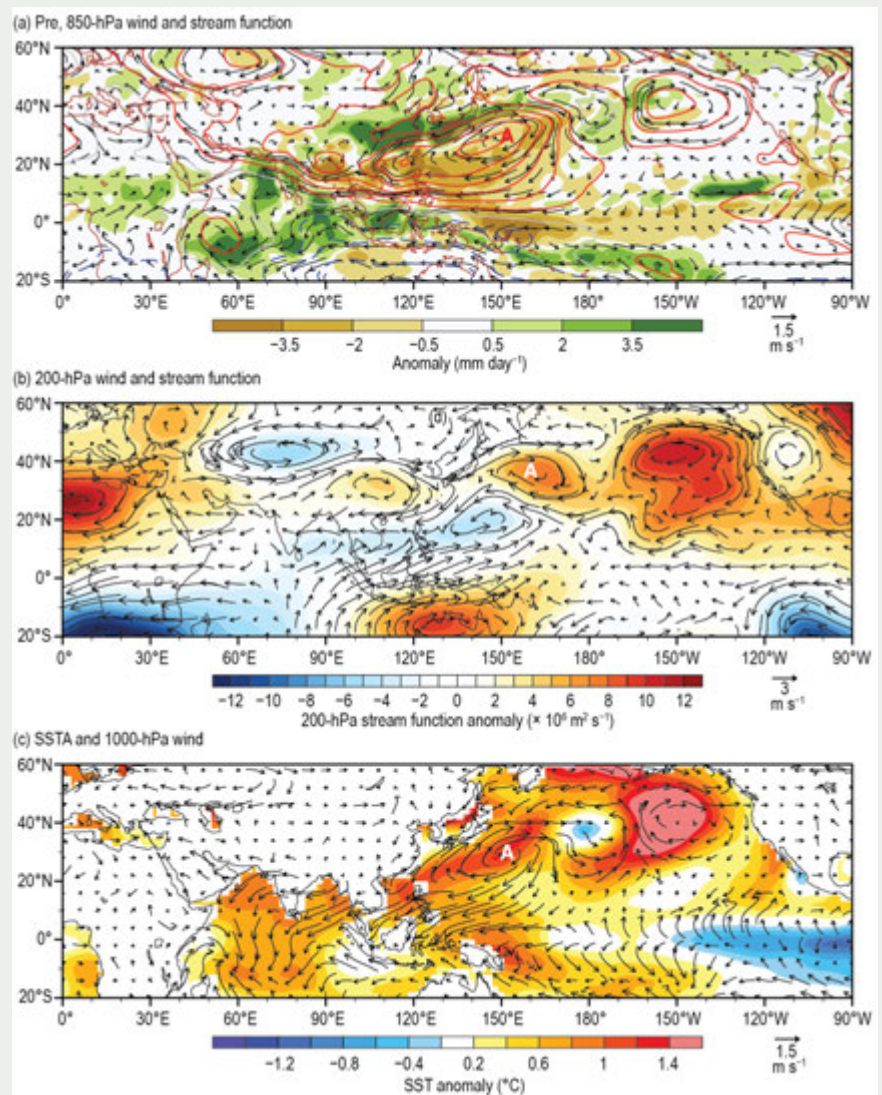 (a) Pre, 850-hPa wind and stream function
60°N
40°N
20°N
0°
20°S
A
0° 30°E 60°E 90°E 120°E 150°E 180° 150°W 120°W 90°W
−3.5 −2 −0.5 0.5 2 3.5
Anomaly (mm day⁻¹)
1.5
m s⁻¹
(b) 200-hPa wind and stream function
60°N
(d)
40°N
A
20°N
0°
20°S
0° 30°E 60°E 90°E 120°E 150°E 180° 150°W 120°W 90°W
−12 −10 −8 −6 −4 −2 0 2 4 6 8 10 12
200-hPa stream function anomaly (× 10⁶ m² s⁻¹)
3
m s⁻¹
(c) SSTA and 1000-hPa wind
60°N
40°N
A
20°N
0°
20°S
0° 30°E 60°E 90°E 120°E 150°E 180° 150°W 120°W 90°W
−1.2 −0.8 −0.4 0.2 0.6 1 1.4
SST anomaly (°C)
1.5
m s⁻¹